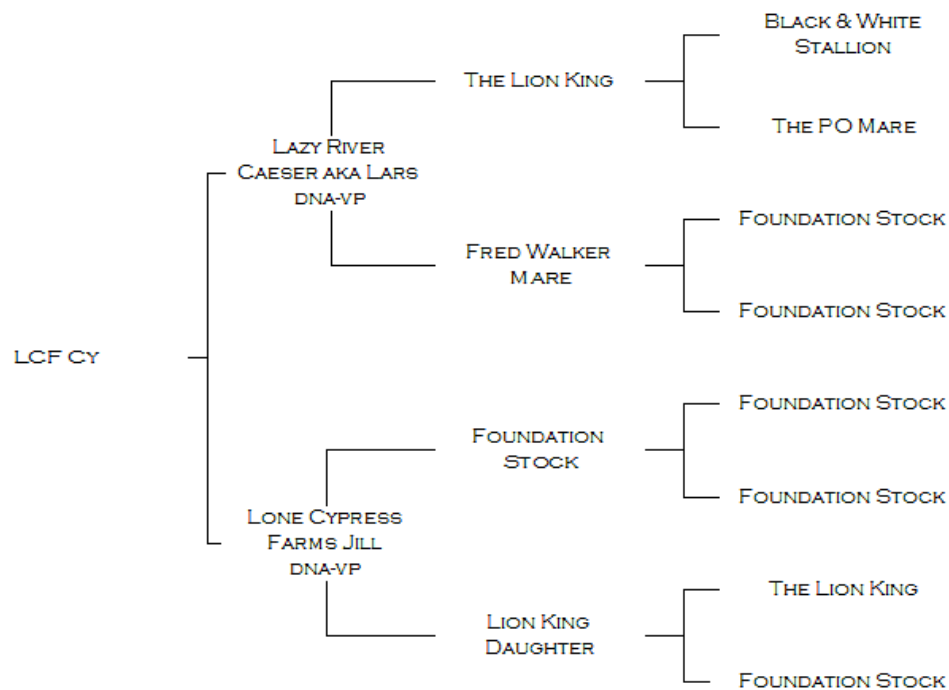 Black & White
Stallion
The Lion King
The PO Mare
Lazy River
Caeser aka Lars
DNA-VP
Foundation Stock
Fred Walker
Mare
Foundation Stock
LCF Cy
Foundation Stock
Foundation
Stock
Foundation Stock
Lone Cypress
Farms Jill
DNA-VP
The Lion King
Lion King
Daughter
Foundation Stock